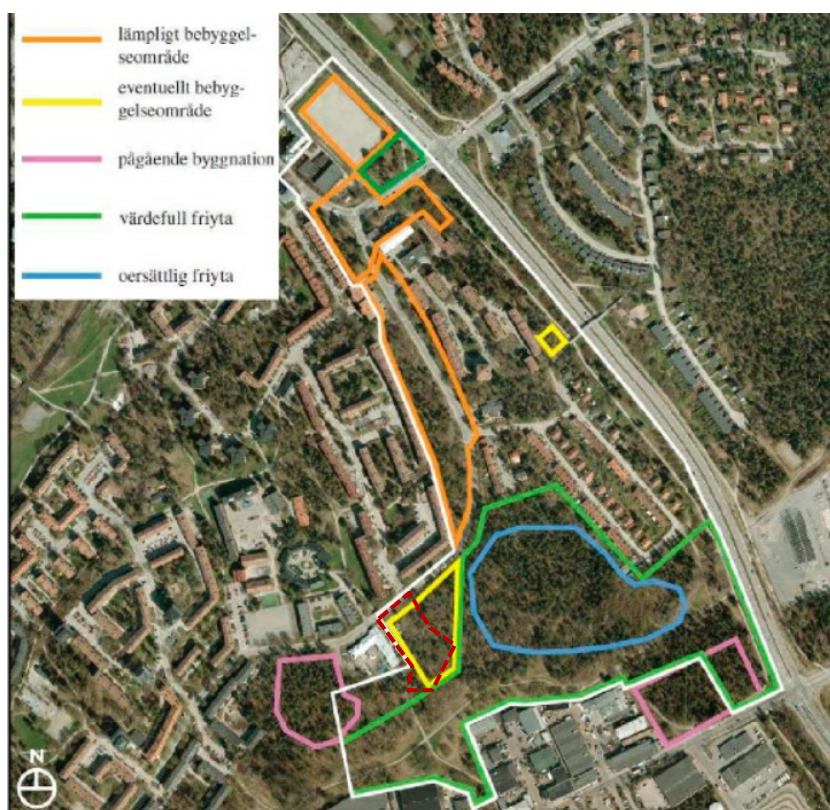 lämpligt bebyggel-
seområde
eventuellt bebyg-
gelseområde
pågående byggnation
värdefull friyta
oersättlig friyta
N